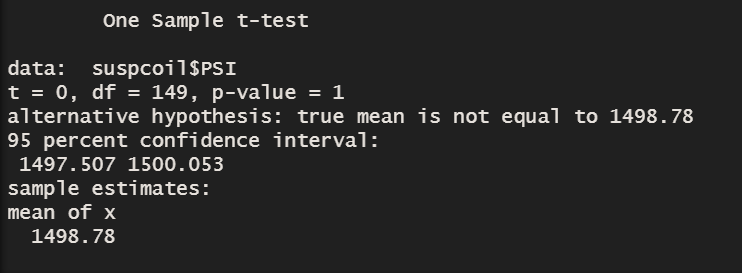 One Sample t-test
data: suspcoil$PSI
t = 0, df = 149, p-value = 1
alternative hypothesis: true mean is not equal to 1498.78
95 percent confidence interval:
1497.507 1500.053
sample estimates:
mean of x
1498.78